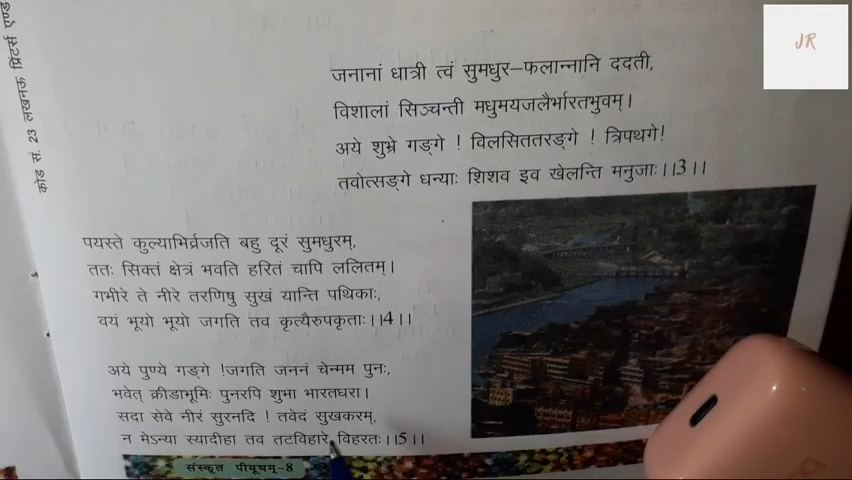 जनानां धात्री त्वं सुमधुर-फलान्नानि ददती,
विशालां सिञ्चन्ती मधुमयजलैर्भारतभुवम्।
अये शुभ्रे गङ्गे ! विलसिततरङ्गे ! त्रिपथगे!
तवोत्सङ्गे धन्याः शिशव इव खेलन्ति मनुजाः।।3।।
पयस्ते कुल्याभिर्व्रजति बहु दूरं सुमधुरम्,
ततः सिक्तं क्षेत्रं भवति हरितं चापि ललितम्।
गभीरे ते नीरे तरणिषु सुखं यान्ति पथिकाः,
वयं भूयो भूयो जगति तव कृत्यैरुपकृताः।।4।।
अये पुण्ये गङ्गे !जगति जननं चेन्मम पुनः,
भवेत् क्रीडाभूमिः पुनरपि शुभा भारतधरा।
सदा सेवे नीरं सुरनदि ! तवेदं सुखकरम्,
न मेऽन्या स्यादीहा तव तटविहारे विहरतः।।5।।
संस्कृत पीयूषम्-8
कोड सं. 23 लखनऊ प्रिंटर्स एण्ड
JR